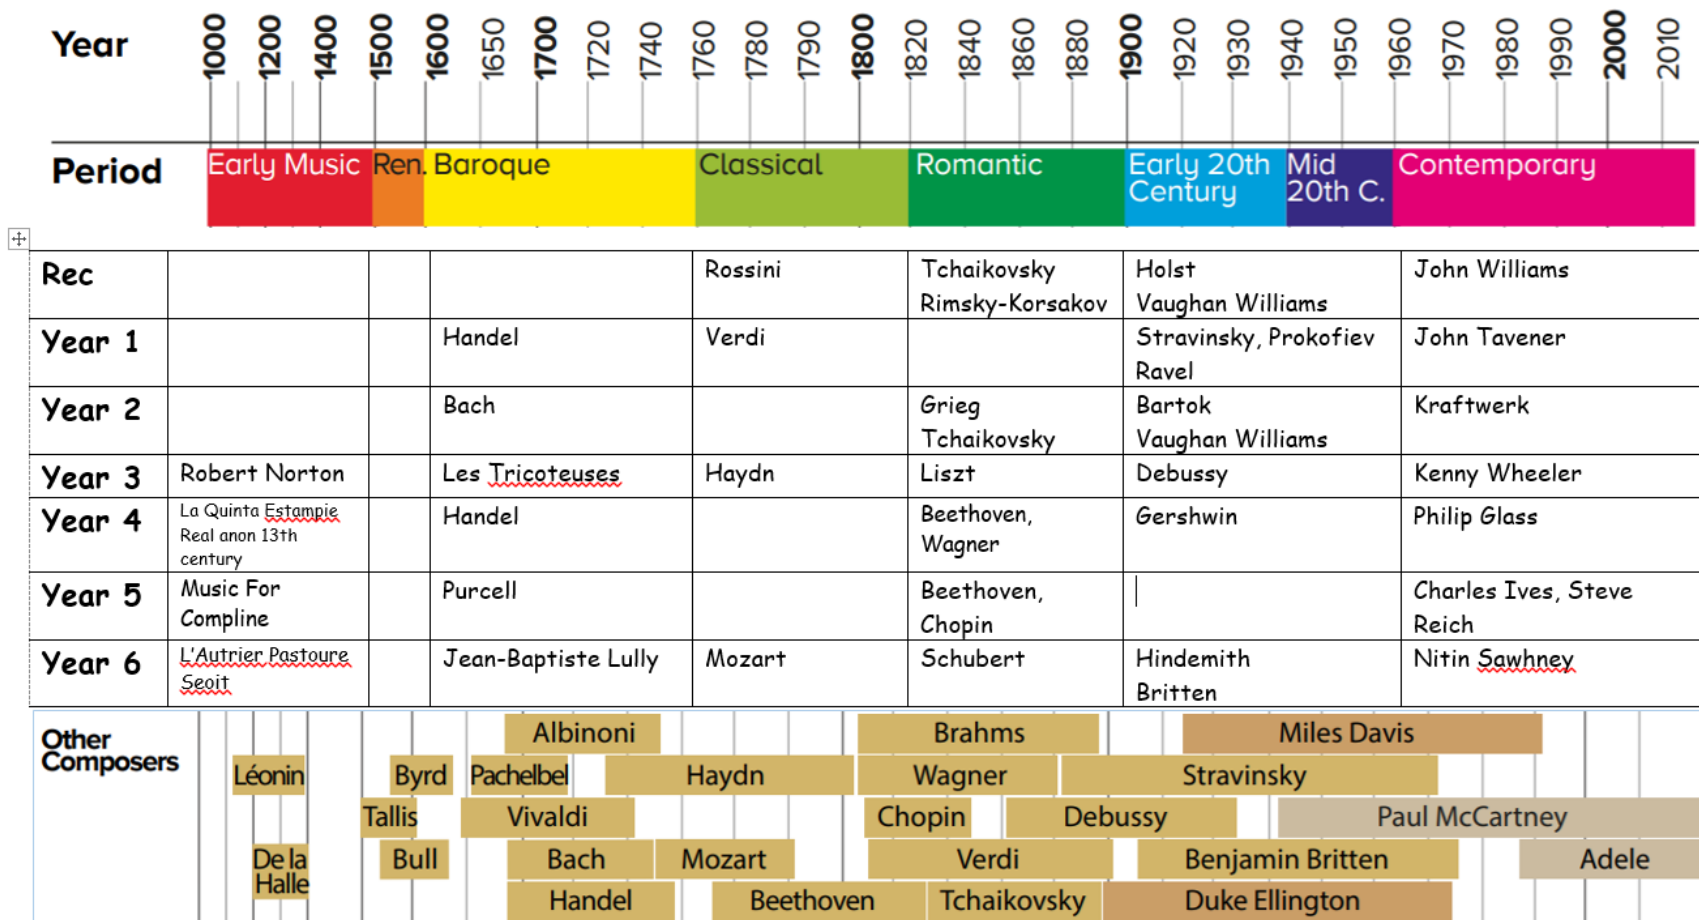 Year 1000 1200 1400 1500 1600 1650 1700 1720 1740 1760 1780 1790 1800 1820 1840 1860 1880 1900 1920 1930 1940 1950 1960 1970 1980 1990 2000 2010
Period Early Music Ren. Baroque Classical Romantic Early 20th Mid Contemporary
Century 20th C.
Rec Rossini Tchaikovsky Holst John Williams
Rimsky-Korsakov Vaughan Williams
Year 1 Handel Verdi Stravinsky, Prokofiev John Tavener
Ravel
Year 2 Bach Grieg Bartok Kraftwerk
Tchaikovsky Vaughan Williams
Year 3 Robert Norton Les Tricoteuses Haydn Liszt Debussy Kenny Wheeler
Year 4 La Quinta Estampie Handel Beethoven, Gershwin Philip Glass
Real anon 13th Wagner
century
Year 5 Music For Purcell Beethoven, Charles Ives, Steve
Compline Chopin Reich
Year 6 L'Autrier Pastoure Jean-Baptiste Lully Mozart Schubert Hindemith Nitin Sawhney
Seoit Britten
Other Albinoni Brahms Miles Davis
Composers Léonin Byrd Pachelbel Haydn Wagner Stravinsky
Tallis Vivaldi Chopin Debussy Paul McCartney
De la Bull Bach Mozart Verdi Benjamin Britten Adele
Halle
Handel Beethoven Tchaikovsky Duke Ellington